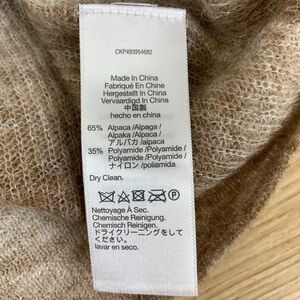 CKP493954682
Made In China
Fabriqué En Chine
Hergestellt In China
Vervaardigd In China
中国製
hecho en china
65% Alpaca /Alpaga /
Alpaka /Alpaca /
アルパカ /alpaca
35% Polyamide /Polyamide /
Polyamid /Polyamide /
ナイロン /poliamida
Dry Clean.
P
Nettoyage À Sec.
Chemische Reinigung.
Chemisch Reinigen.
ドライクリーニングをしてください
lavar en seco.